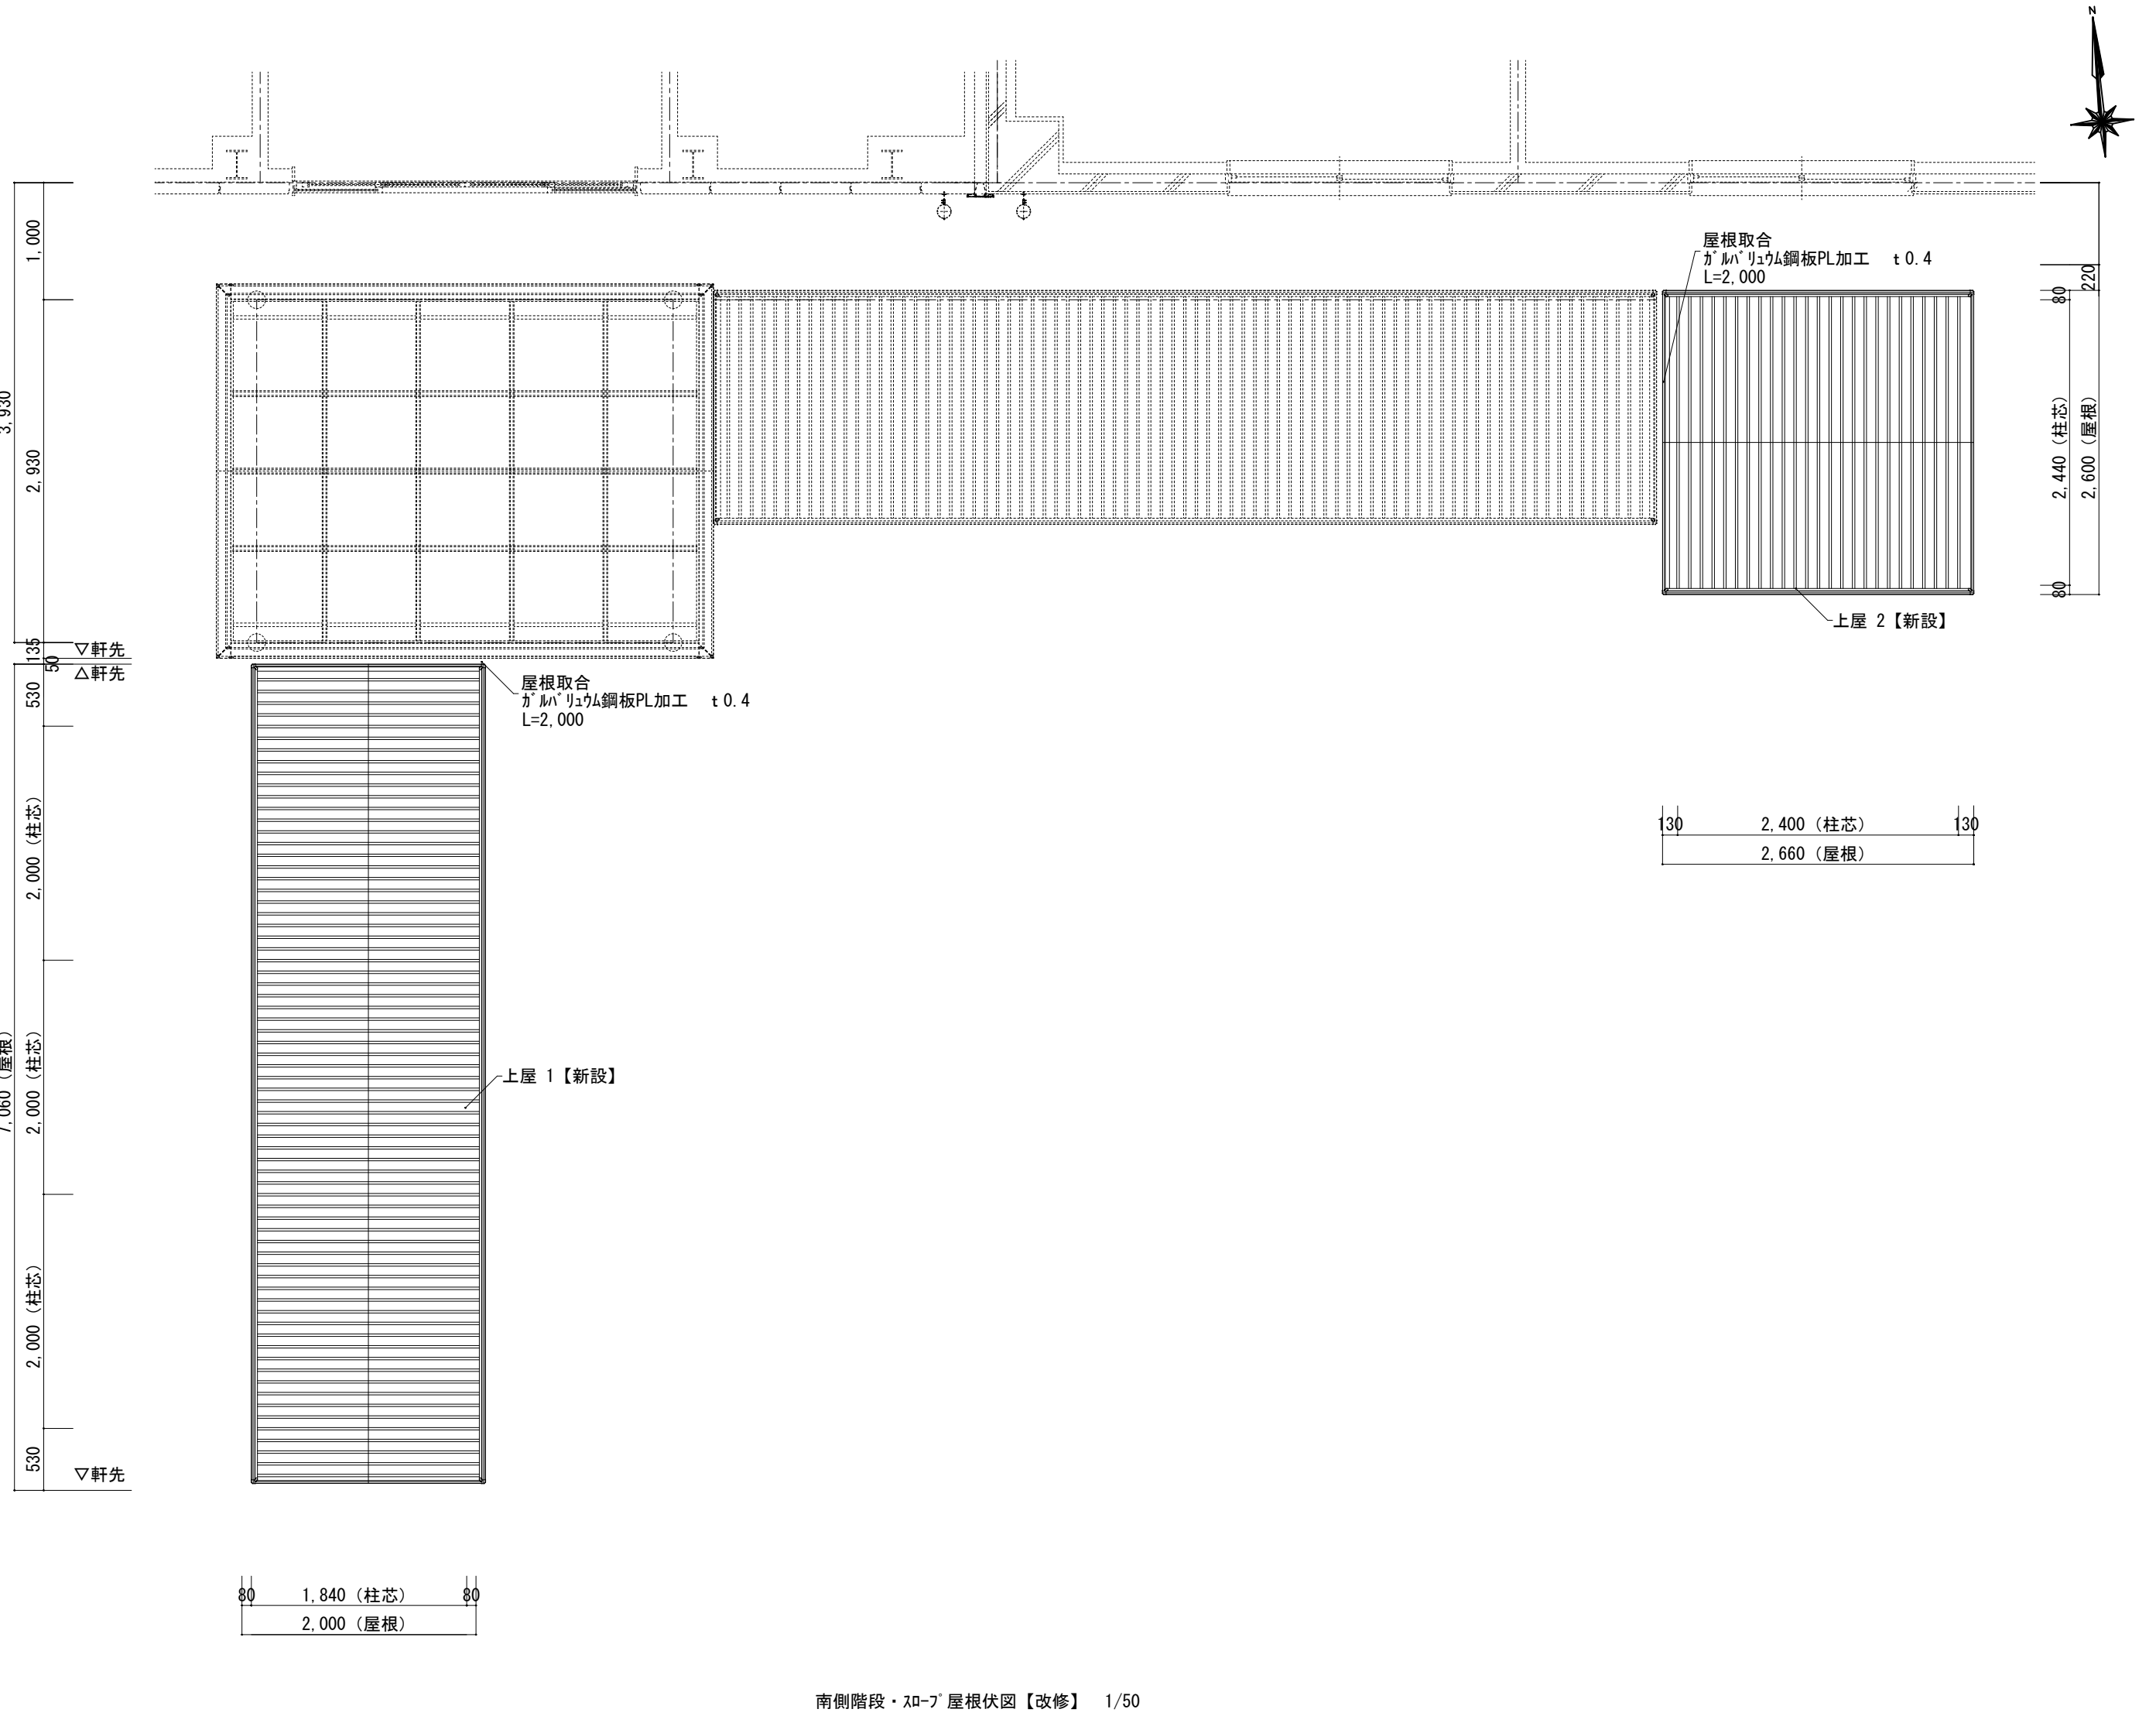 N
1,000
3,930
2,930
135
50
▽軒先
△軒先
530
2,000（柱芯）
7,060（屋根）
2,000（柱芯）
2,000（柱芯）
530
▽軒先
屋根取合
ｶﾞﾙﾊﾞﾘｭｳﾑ鋼板PL加工　ｔ0.4
L=2,000
屋根取合
ｶﾞﾙﾊﾞﾘｭｳﾑ鋼板PL加工　ｔ0.4
L=2,000
220
80
2,440（柱芯）
2,600（屋根）
80
上屋 2【新設】
130
2,400（柱芯）
130
2,660（屋根）
上屋 1【新設】
80
1,840（柱芯）
80
2,000（屋根）
南側階段・ｽﾛｰﾌﾟ屋根伏図【改修】　1/50